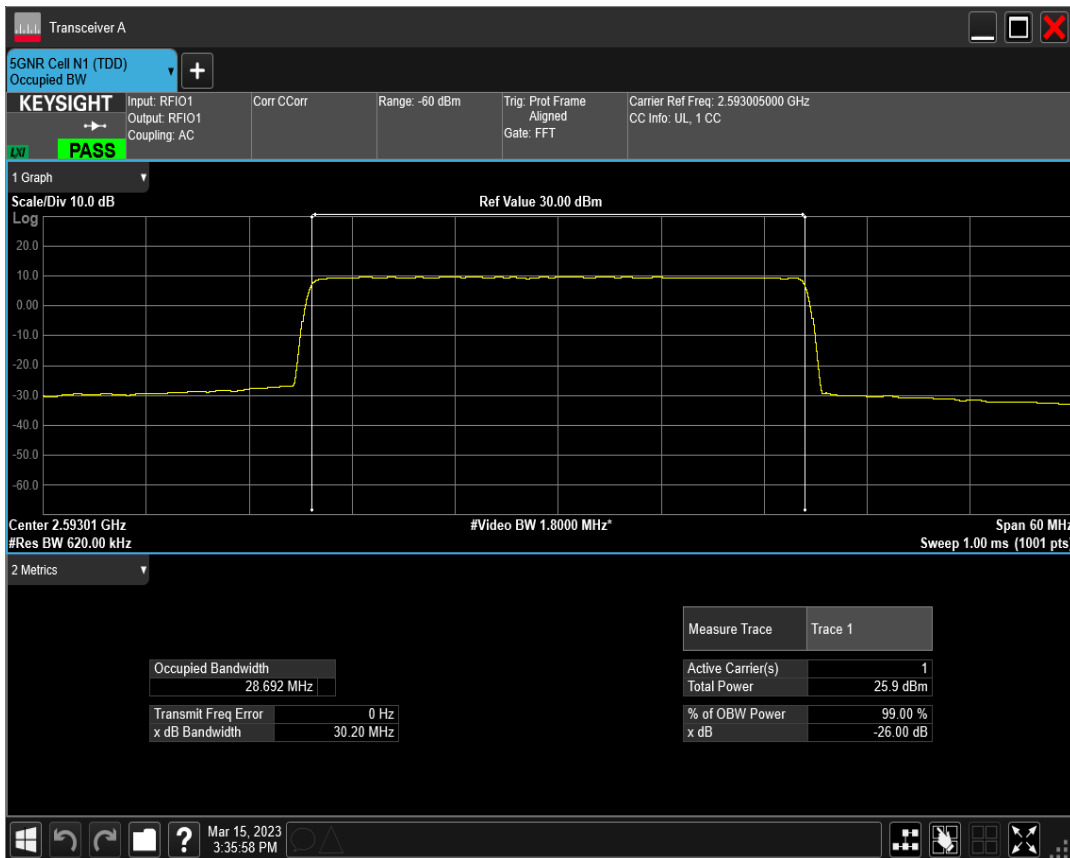 Transceiver A
5GNR Cell N1 (TDD)
Occupied BW
KEYSIGHT
LXI
PASS
Input: RFIO1
Output: RFIO1
Coupling: AC
Corr CCorr
Range: -60 dBm
Trig: Prot Frame
Aligned
Gate: FFT
Carrier Ref Freq: 2.593005000 GHz
CC Info: UL, 1 CC
1 Graph
Scale/Div 10.0 dB
Ref Value 30.00 dBm
Log
20.0
10.0
0.00
-10.0
-20.0
-30.0
-40.0
-50.0
-60.0
Center 2.59301 GHz
#Video BW 1.8000 MHz*
Span 60 MHz
#Res BW 620.00 kHz
Sweep 1.00 ms (1001 pts)
2 Metrics
Measure Trace Trace 1
Occupied Bandwidth
28.692 MHz
Active Carrier(s) 1
Total Power 25.9 dBm
Transmit Freq Error 0 Hz
x dB Bandwidth 30.20 MHz
% of OBW Power 99.00 %
x dB -26.00 dB
?
Mar 15, 2023
3:35:58 PM